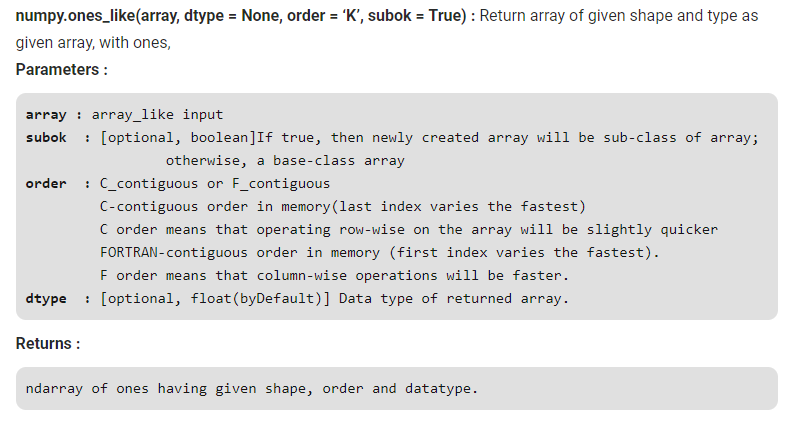 numpy.ones_like(array, dtype = None, order = ‘K’, subok = True) : Return array of given shape and type as
given array, with ones,
Parameters :
array : array_like input
subok : [optional, boolean]If true, then newly created array will be sub-class of array;
otherwise, a base-class array
order : C_contiguous or F_contiguous
C-contiguous order in memory(last index varies the fastest)
C order means that operating row-wise on the array will be slightly quicker
FORTRAN-contiguous order in memory (first index varies the fastest).
F order means that column-wise operations will be faster.
dtype : [optional, float(byDefault)] Data type of returned array.
Returns :
ndarray of ones having given shape, order and datatype.